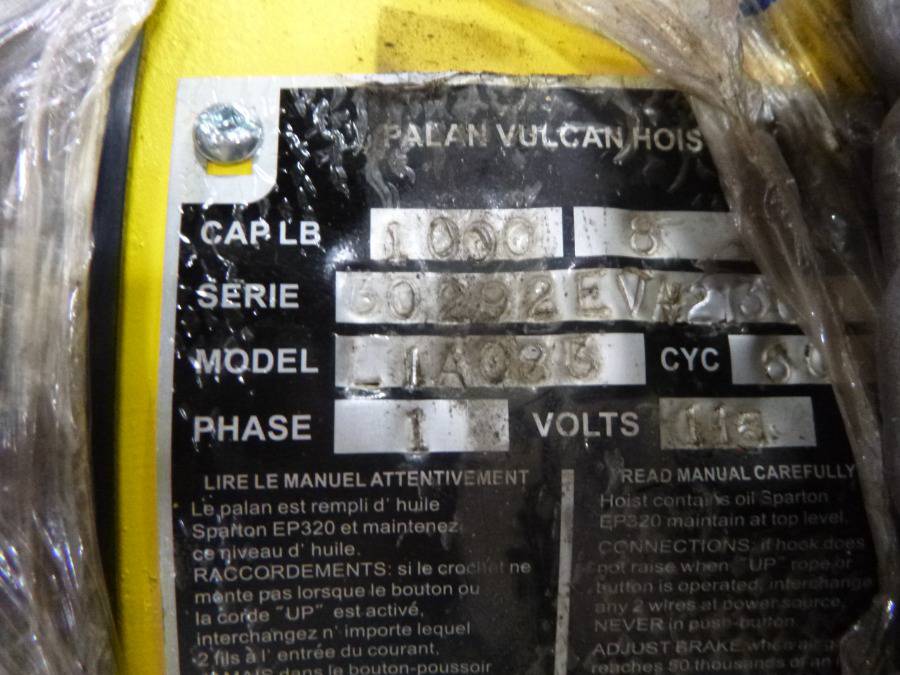 PALAN VULCAN HOIS
CAP LB 1000 8
SERIE
MODEL CYC 60
PHASE 1 VOLTS
LIRE LE MANUEL ATTENTIVEMENT
Le palan est rempli d' huile
Sparton EP320 et maintenez
ce niveau d' huile.
RACCORDEMENTS: si le crochet ne
monte pas lorsque le bouton ou
la corde "UP" est activé,
interchangez n' importe lequel
2 fils à l' entrée du courant,
JAMAIS dans le bouton-poussoir
READ MANUAL CAREFULLY
Hoist contains oil Sparton
EP320 maintain at top level.
CONNECTIONS: if hook does
not raise when "UP" rope or
button is operated, interchange
any 2 wires at power source,
NEVER in push-button.
ADJUST BRAKE when air g
reaches 50 thousands of an i